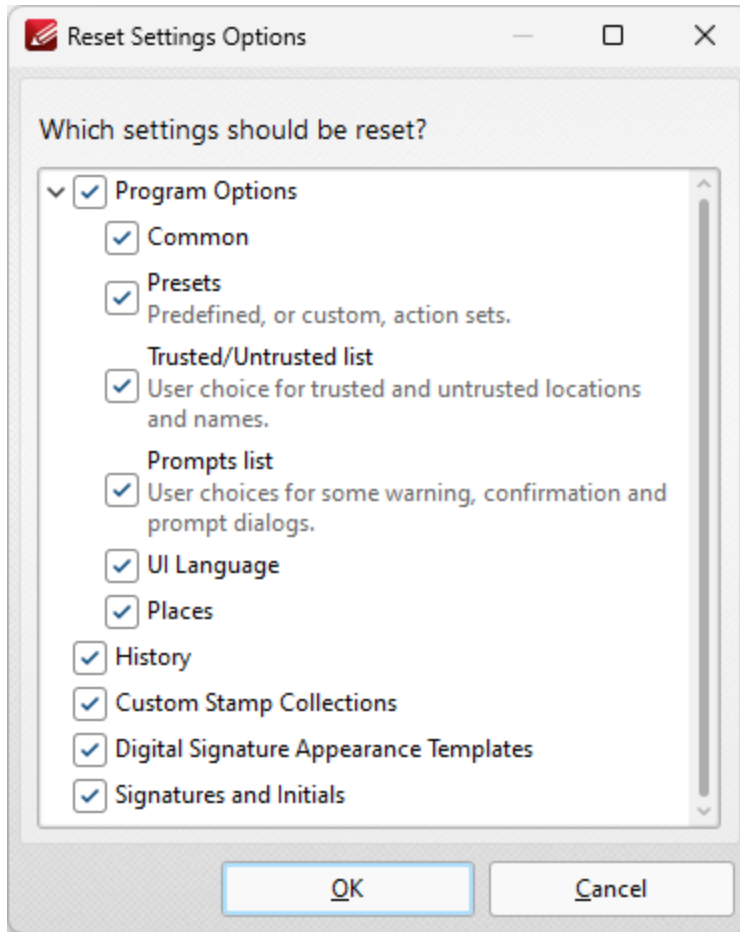 Reset Settings Options
Which settings should be reset?
Program Options
Common
Presets
Predefined, or custom, action sets.
Trusted/Untrusted list
User choice for trusted and untrusted locations
and names.
Prompts list
User choices for some warning, confirmation and
prompt dialogs.
UI Language
Places
History
Custom Stamp Collections
Digital Signature Appearance Templates
Signatures and Initials
OK
Cancel